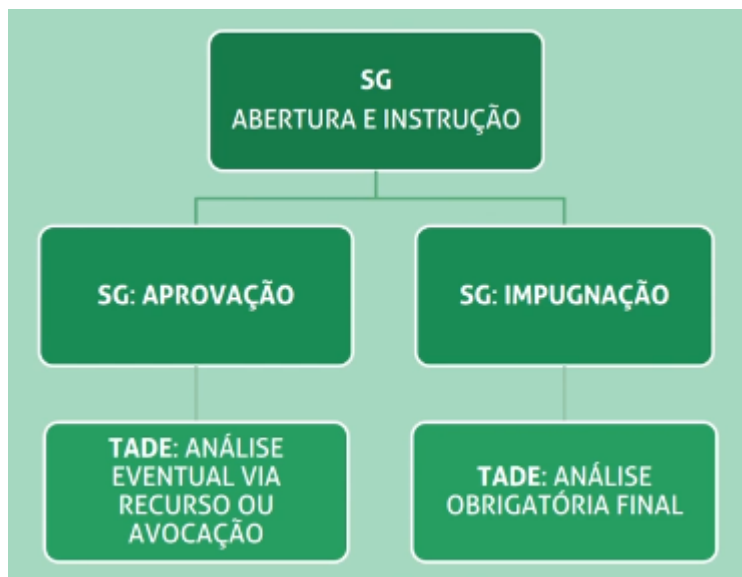 SG
ABERTURA E INSTRUÇÃO
SG: APROVAÇÃO
SG: IMPUGNAÇÃO
TADE: ANÁLISE
EVENTUAL VIA
RECURSO OU
AVOCAÇÃO
TADE: ANÁLISE
OBRIGATÓRIA FINAL